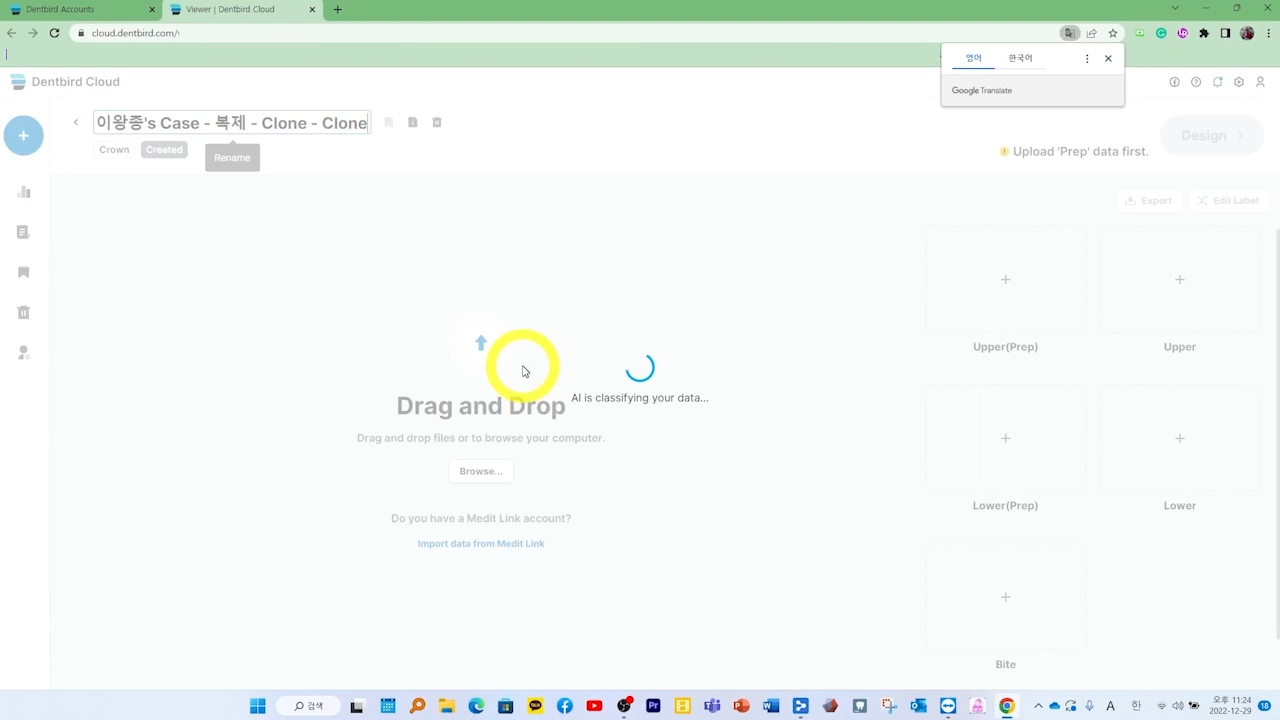 Dentbird Accounts
Viewer | Dentbird Cloud
cloud.dentbird.com/\
영어
한국어
Google Translate
Dentbird Cloud
이왕종's Case - 복제 - Clone - Clone
Crown
Created
Rename
Upload 'Prep' data first.
Design
Export
Edit Label
Upper(Prep)
Upper
AI is classifying your data...
Drag and Drop
Drag and drop files or to browse your computer.
Browse...
Lower(Prep)
Lower
Do you have a Medit Link account?
Import data from Medit Link
Bite
검색
TALK
Pr
한
오후 11:24
2022-12-29
18